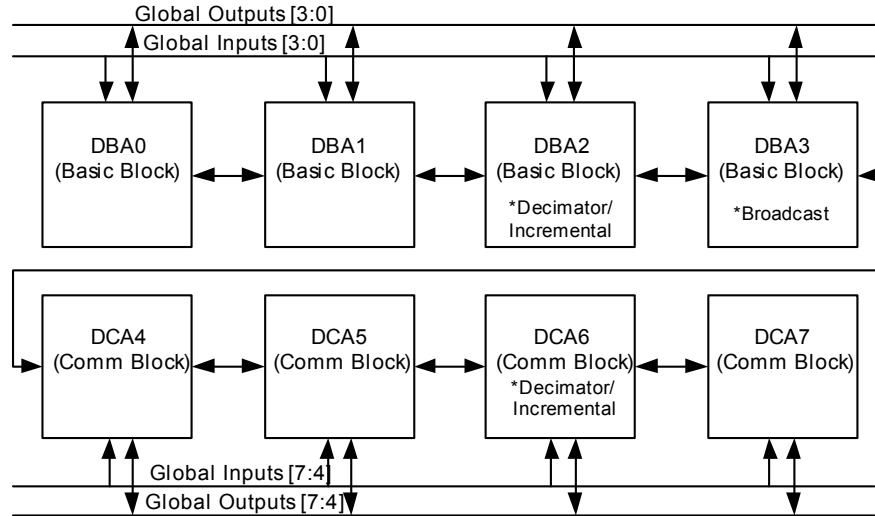 Global Outputs [3:0]
Global Inputs [3:0]
DBA0
(Basic Block)
DBA1
(Basic Block)
DBA2
(Basic Block)
*Decimator/
Incremental
DBA3
(Basic Block)
*Broadcast
DCA4
(Comm Block)
DCA5
(Comm Block)
DCA6
(Comm Block)
*Decimator/
Incremental
DCA7
(Comm Block)
Global Inputs [7:4]
Global Outputs [7:4]